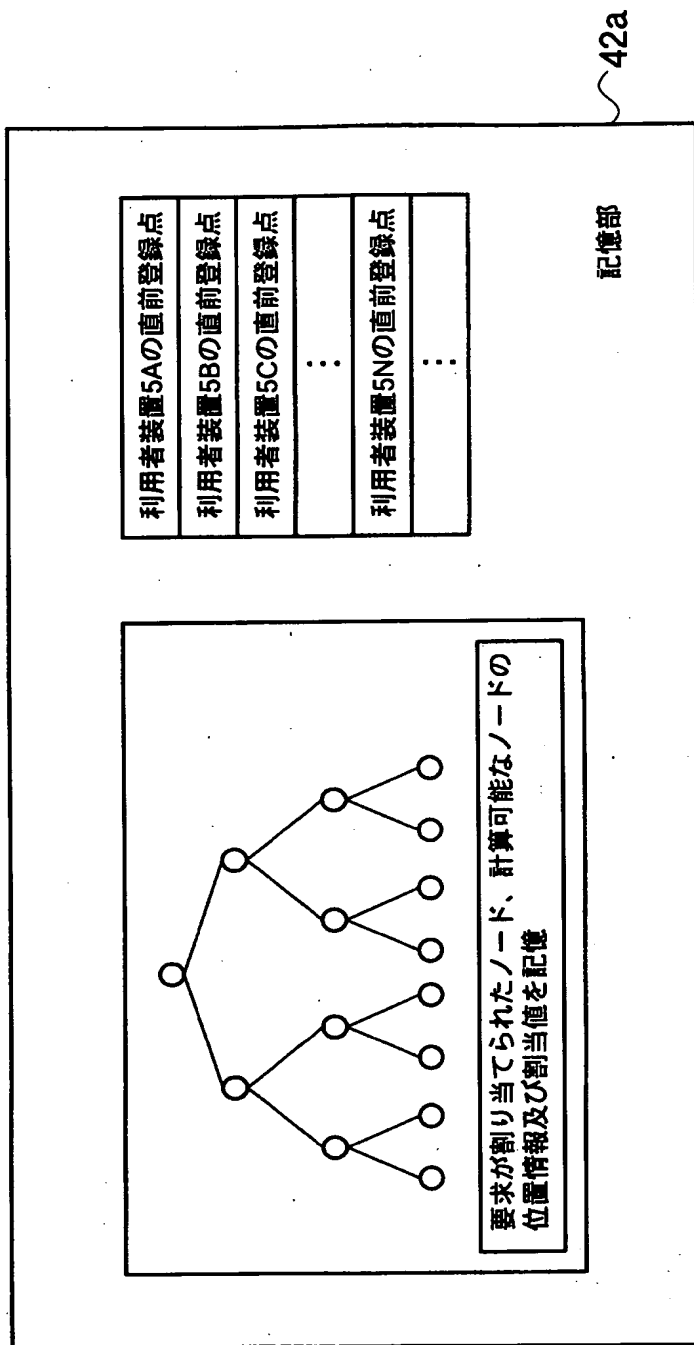 要求が割り当てられたノード、計算可能なノードの
位置情報及び割当値を記憶
利用者装置5Aの直前登録点
利用者装置5Bの直前登録点
利用者装置5Cの直前登録点
⋮
利用者装置5Nの直前登録点
⋮
記憶部
42a